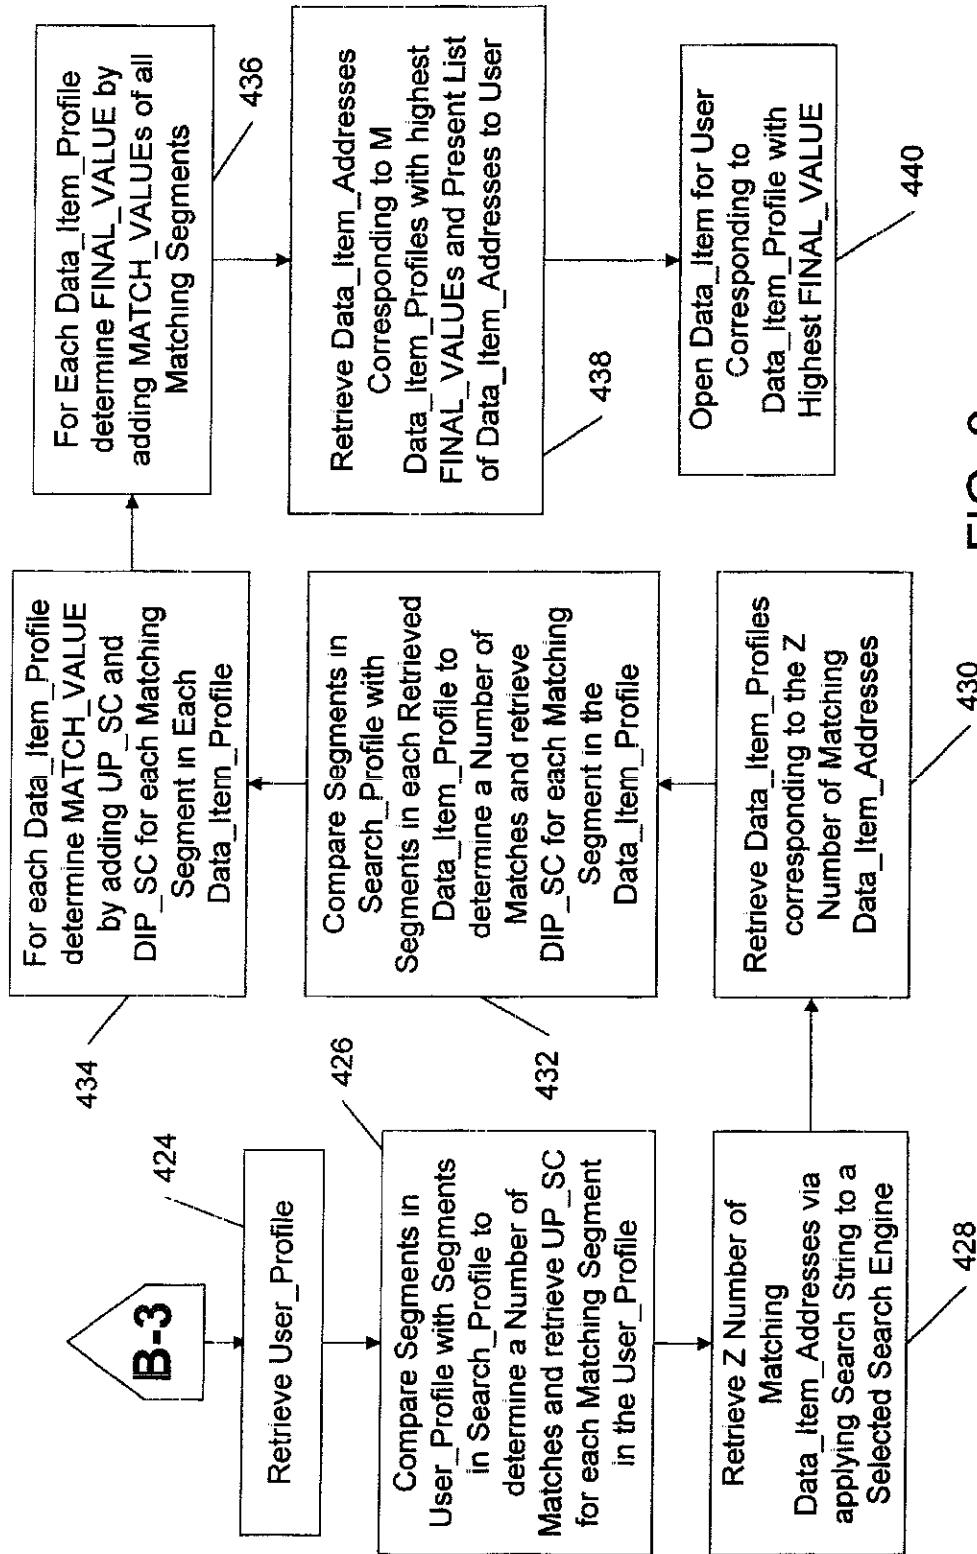 B-3
424
Retrieve User_Profile
426
Compare Segments in
User_Profile with Segments
in Search_Profile to
determine a Number of
Matches and retrieve UP_SC
for each Matching Segment
in the User_Profile
Retrieve Z Number of
Matching
Data_Item_Addresses via
applying Search String to a
Selected Search Engine
428
Retrieve Data_Item_Profiles
corresponding to the Z
Number of Matching
Data_Item_Addresses
430
Compare Segments in
Search_Profile with
Segments in each Retrieved
Data_Item_Profile to
determine a Number of
Matches and retrieve
DIP_SC for each Matching
Segment in the
Data_Item_Profile
432
For each Data_Item_Profile
determine MATCH_VALUE
by adding UP_SC and
DIP_SC for each Matching
Segment in Each
Data_Item_Profile
434
For Each Data_Item_Profile
determine FINAL_VALUE by
adding MATCH_VALUEs of all
Matching Segments
436
Retrieve Data_Item_Addresses
Corresponding to M
Data_Item_Profiles with highest
FINAL_VALUEs and Present List
of Data_Item_Addresses to User
438
Open Data_Item for User
Corresponding to
Data_Item_Profile with
Highest FINAL_VALUE
440
FIG.